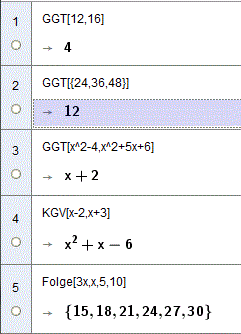 1
GGT[12,16]
→ 4
2
GGT[{24,36,48}]
→ 12
3
GGT[x^2-4,x^2+5x+6]
→ x + 2
4
KGV[x-2,x+3]
→ x² + x − 6
5
Folge[3x,x,5,10]
→ {15, 18, 21, 24, 27, 30}